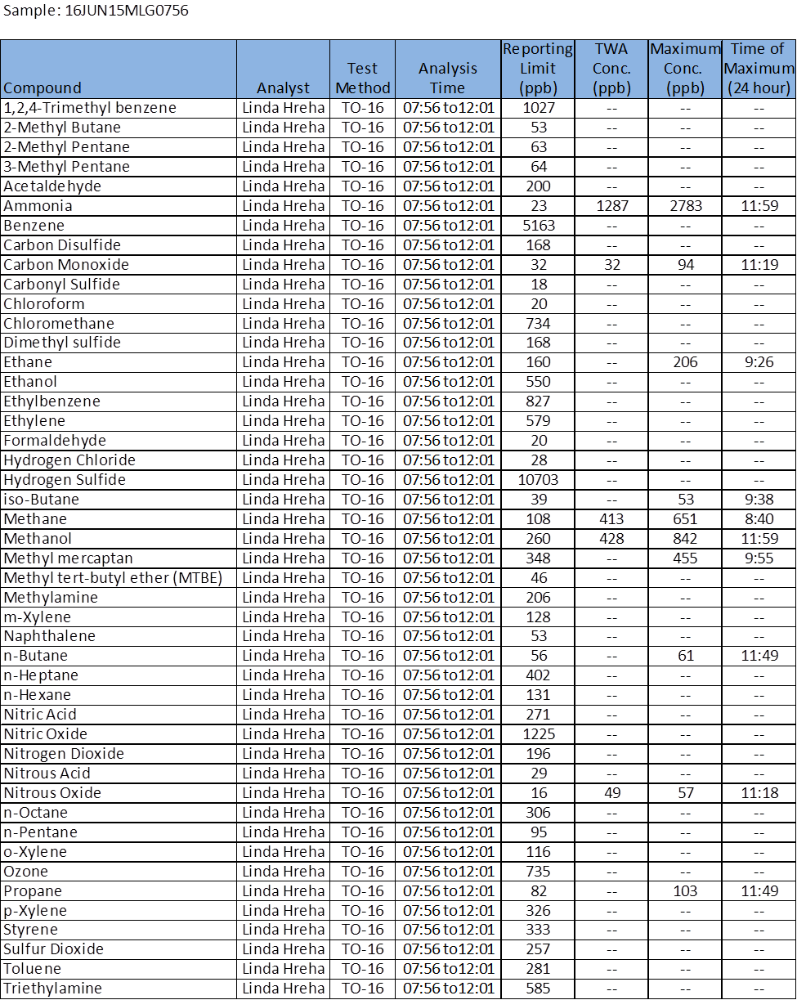 Sample: 16JUN15MLG0756
Compound Analyst Test Method Analysis Time Reporting Limit (ppb) TWA Conc. (ppb) Maximum Conc. (ppb) Time of Maximum (24 hour)
1,2,4-Trimethyl benzene Linda Hreha TO-16 07:56 to12:01 1027 -- -- --
2-Methyl Butane Linda Hreha TO-16 07:56 to12:01 53 -- -- --
2-Methyl Pentane Linda Hreha TO-16 07:56 to12:01 63 -- -- --
3-Methyl Pentane Linda Hreha TO-16 07:56 to12:01 64 -- -- --
Acetaldehyde Linda Hreha TO-16 07:56 to12:01 200 -- -- --
Ammonia Linda Hreha TO-16 07:56 to12:01 23 1287 2783 11:59
Benzene Linda Hreha TO-16 07:56 to12:01 5163 -- -- --
Carbon Disulfide Linda Hreha TO-16 07:56 to12:01 168 -- -- --
Carbon Monoxide Linda Hreha TO-16 07:56 to12:01 32 32 94 11:19
Carbonyl Sulfide Linda Hreha TO-16 07:56 to12:01 18 -- -- --
Chloroform Linda Hreha TO-16 07:56 to12:01 20 -- -- --
Chloromethane Linda Hreha TO-16 07:56 to12:01 734 -- -- --
Dimethyl sulfide Linda Hreha TO-16 07:56 to12:01 168 -- -- --
Ethane Linda Hreha TO-16 07:56 to12:01 160 -- 206 9:26
Ethanol Linda Hreha TO-16 07:56 to12:01 550 -- -- --
Ethylbenzene Linda Hreha TO-16 07:56 to12:01 827 -- -- --
Ethylene Linda Hreha TO-16 07:56 to12:01 579 -- -- --
Formaldehyde Linda Hreha TO-16 07:56 to12:01 20 -- -- --
Hydrogen Chloride Linda Hreha TO-16 07:56 to12:01 28 -- -- --
Hydrogen Sulfide Linda Hreha TO-16 07:56 to12:01 10703 -- -- --
iso-Butane Linda Hreha TO-16 07:56 to12:01 39 -- 53 9:38
Methane Linda Hreha TO-16 07:56 to12:01 108 413 651 8:40
Methanol Linda Hreha TO-16 07:56 to12:01 260 428 842 11:59
Methyl mercaptan Linda Hreha TO-16 07:56 to12:01 348 -- 455 9:55
Methyl tert-butyl ether (MTBE) Linda Hreha TO-16 07:56 to12:01 46 -- -- --
Methylamine Linda Hreha TO-16 07:56 to12:01 206 -- -- --
m-Xylene Linda Hreha TO-16 07:56 to12:01 128 -- -- --
Naphthalene Linda Hreha TO-16 07:56 to12:01 53 -- -- --
n-Butane Linda Hreha TO-16 07:56 to12:01 56 -- 61 11:49
n-Heptane Linda Hreha TO-16 07:56 to12:01 402 -- -- --
n-Hexane Linda Hreha TO-16 07:56 to12:01 131 -- -- --
Nitric Acid Linda Hreha TO-16 07:56 to12:01 271 -- -- --
Nitric Oxide Linda Hreha TO-16 07:56 to12:01 1225 -- -- --
Nitrogen Dioxide Linda Hreha TO-16 07:56 to12:01 196 -- -- --
Nitrous Acid Linda Hreha TO-16 07:56 to12:01 29 -- -- --
Nitrous Oxide Linda Hreha TO-16 07:56 to12:01 16 49 57 11:18
n-Octane Linda Hreha TO-16 07:56 to12:01 306 -- -- --
n-Pentane Linda Hreha TO-16 07:56 to12:01 95 -- -- --
o-Xylene Linda Hreha TO-16 07:56 to12:01 116 -- -- --
Ozone Linda Hreha TO-16 07:56 to12:01 735 -- -- --
Propane Linda Hreha TO-16 07:56 to12:01 82 -- 103 11:49
p-Xylene Linda Hreha TO-16 07:56 to12:01 326 -- -- --
Styrene Linda Hreha TO-16 07:56 to12:01 333 -- -- --
Sulfur Dioxide Linda Hreha TO-16 07:56 to12:01 257 -- -- --
Toluene Linda Hreha TO-16 07:56 to12:01 281 -- -- --
Triethylamine Linda Hreha TO-16 07:56 to12:01 585 -- -- --